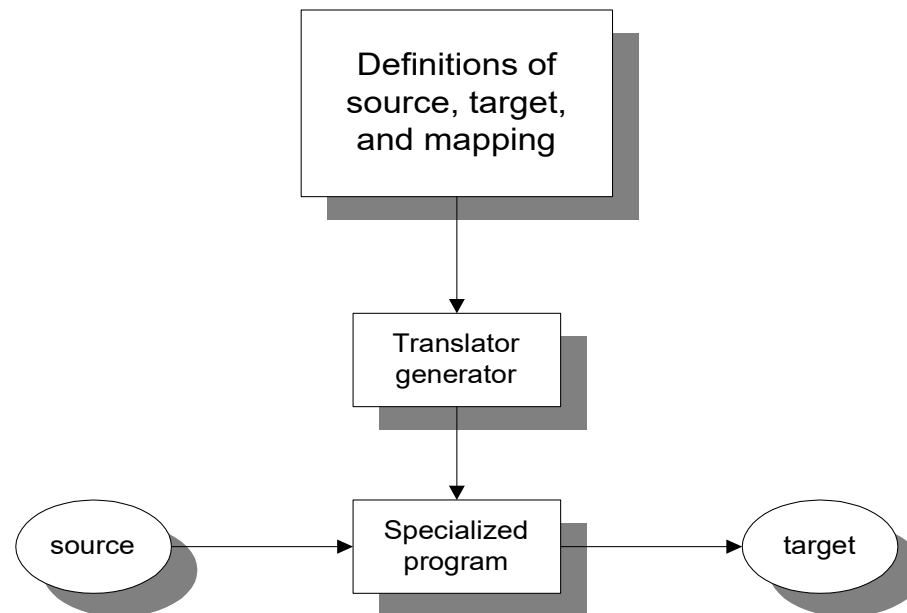 Definitions of
source, target,
and mapping
Translator
generator
source
Specialized
program
target